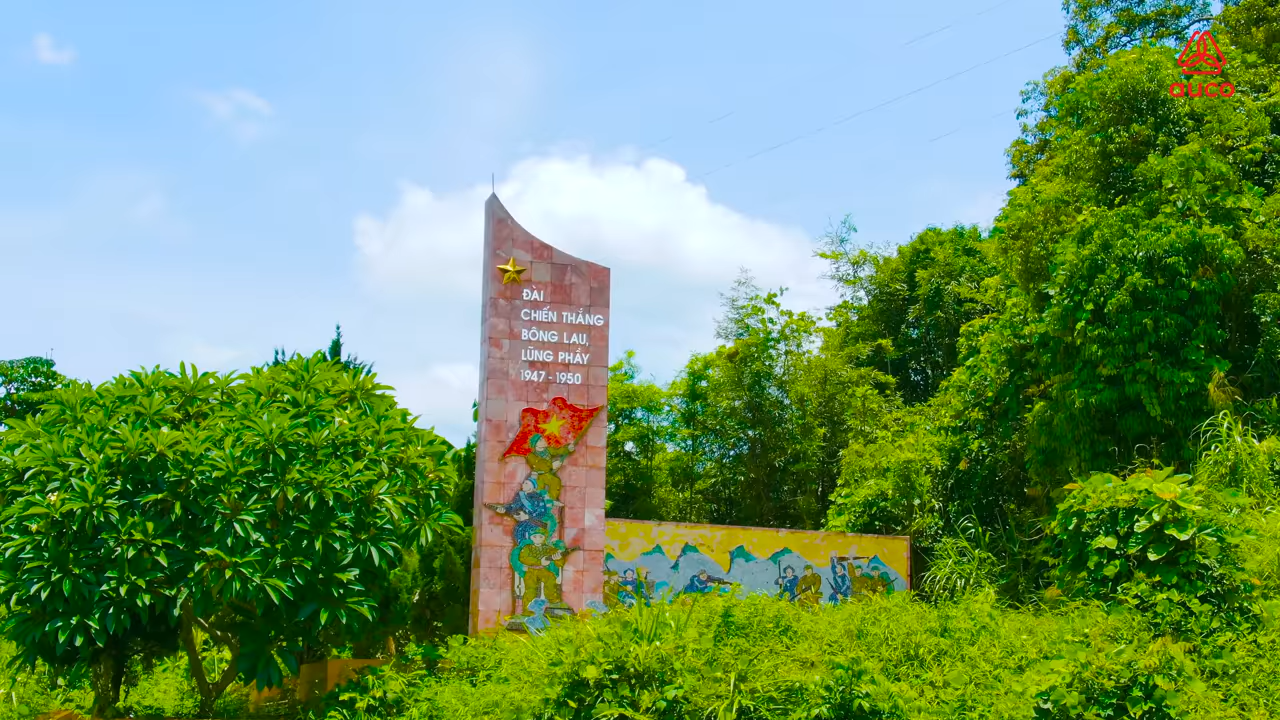 auco
ĐÀI
CHIẾN THẮNG
BÔNG LAU,
LŨNG PHẦY
1947 - 1950